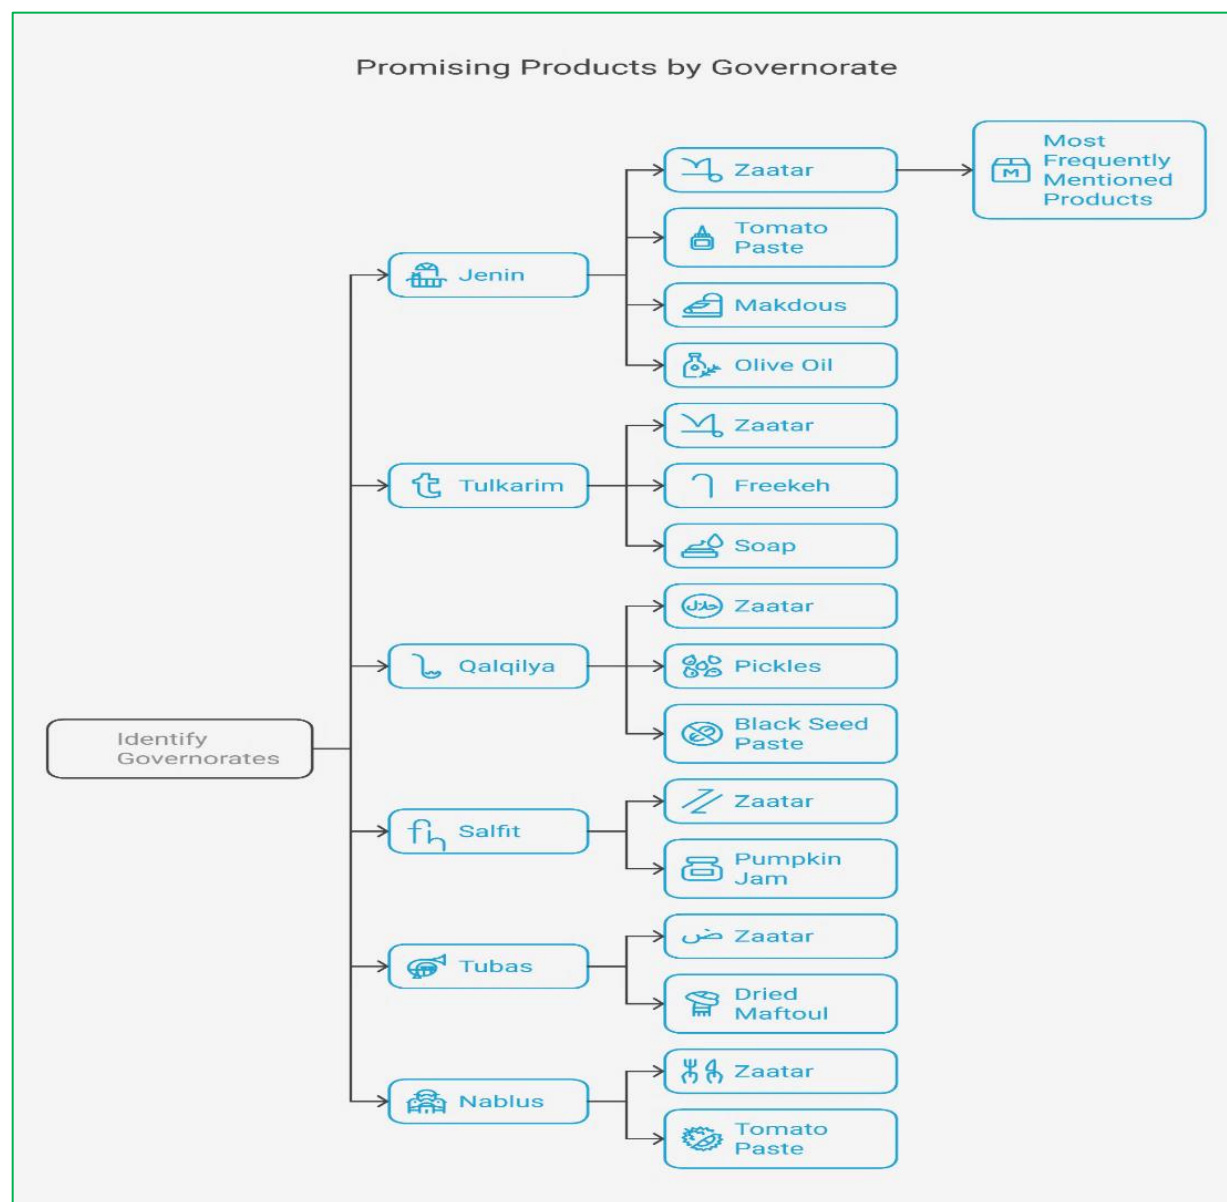 Promising Products by Governorate
Most
Frequently
Mentioned
Products
M
Zaatar
Tomato
Paste
Jenin
Makdous
Olive Oil
Zaatar
Tulkarim
Freekeh
Soap
حلال
Zaatar
Qalqilya
Pickles
Black Seed
Paste
Identify
Governorates
Zaatar
Salfit
Pumpkin
Jam
ض Zaatar
Tubas
Dried
Maftoul
Zaatar
Nablus
Tomato
Paste